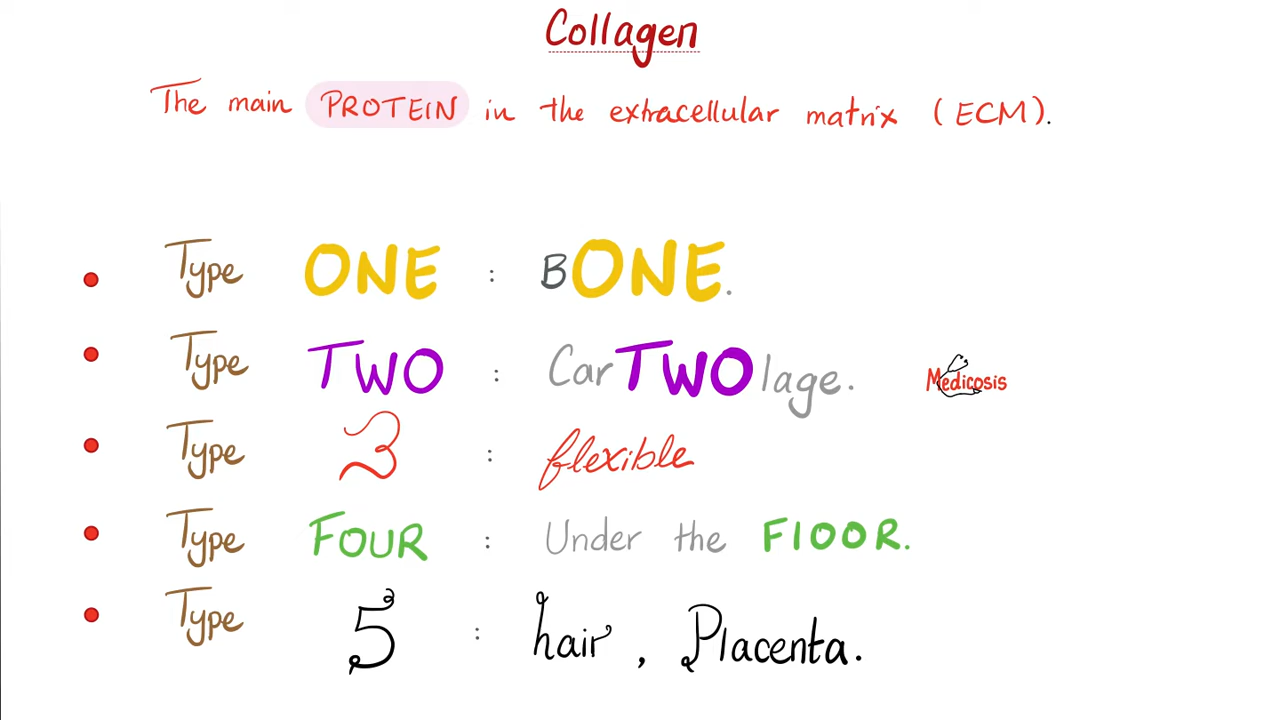 Collagen
The main PROTEIN in the extracellular matrix (ECM).
Type ONE : BONE.
Type TWO : CarTWOlage.
Medicosis
Type 3 : flexible
Type FOUR : Under the FlOOR.
Type 5 : hair, Placenta.